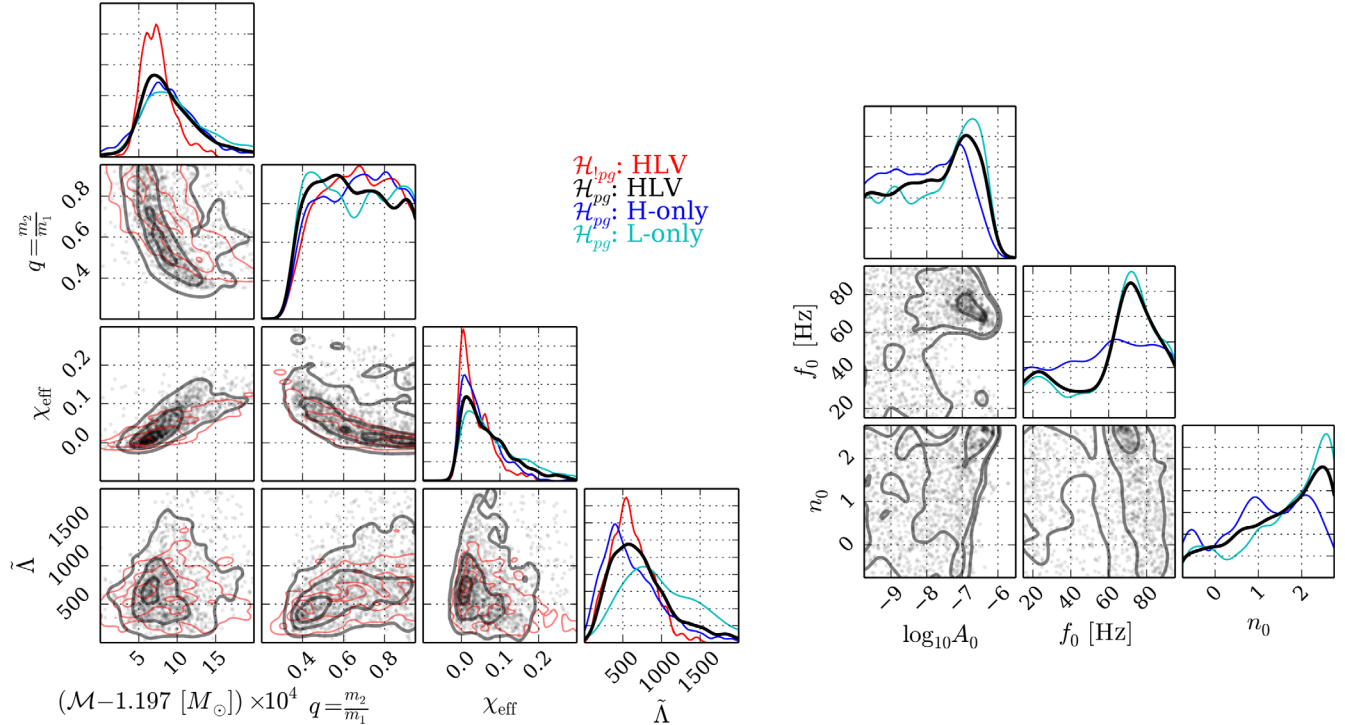 ℋ!pg: HLV
ℋpg: HLV
ℋpg: H-only
ℋpg: L-only
q=m2/m1
0.8
0.6
0.4
χeff
0.2
0.1
0.0
Λ̃
1500
1000
500
5 10 15
0.4 0.6 0.8
0.0 0.1 0.2
500 1000 1500
(ℳ−1.197 [M⊙]) ×10⁴
q=m2/m1
χeff
Λ̃
f0 [Hz]
80
60
40
20
n0
2
1
0
−9 −8 −7 −6
20 40 60 80
0 1 2
log10A0
f0 [Hz]
n0